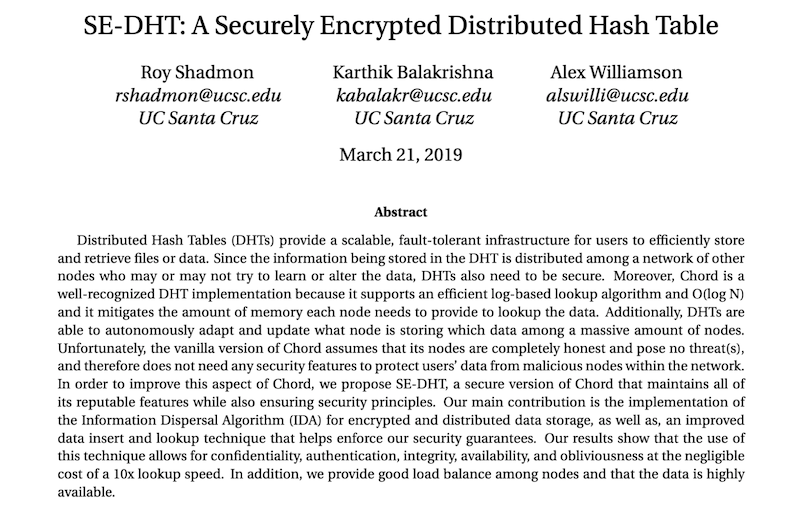 SE-DHT: A Securely Encrypted Distributed Hash Table
Roy Shadmon Karthik Balakrishna Alex Williamson
rshadmon@ucsc.edu kabalakr@ucsc.edu alswilli@ucsc.edu
UC Santa Cruz UC Santa Cruz UC Santa Cruz
March 21, 2019
Abstract
Distributed Hash Tables (DHTs) provide a scalable, fault-tolerant infrastructure for users to efficiently store
and retrieve files or data. Since the information being stored in the DHT is distributed among a network of other
nodes who may or may not try to learn or alter the data, DHTs also need to be secure. Moreover, Chord is a
well-recognized DHT implementation because it supports an efficient log-based lookup algorithm and O(log N)
and it mitigates the amount of memory each node needs to provide to lookup the data. Additionally, DHTs are
able to autonomously adapt and update what node is storing which data among a massive amount of nodes.
Unfortunately, the vanilla version of Chord assumes that its nodes are completely honest and pose no threat(s),
and therefore does not need any security features to protect users' data from malicious nodes within the network.
In order to improve this aspect of Chord, we propose SE-DHT, a secure version of Chord that maintains all of
its reputable features while also ensuring security principles. Our main contribution is the implementation of
the Information Dispersal Algorithm (IDA) for encrypted and distributed data storage, as well as, an improved
data insert and lookup technique that helps enforce our security guarantees. Our results show that the use of
this technique allows for confidentiality, authentication, integrity, availability, and obliviousness at the negligible
cost of a 10x lookup speed. In addition, we provide good load balance among nodes and that the data is highly
available.